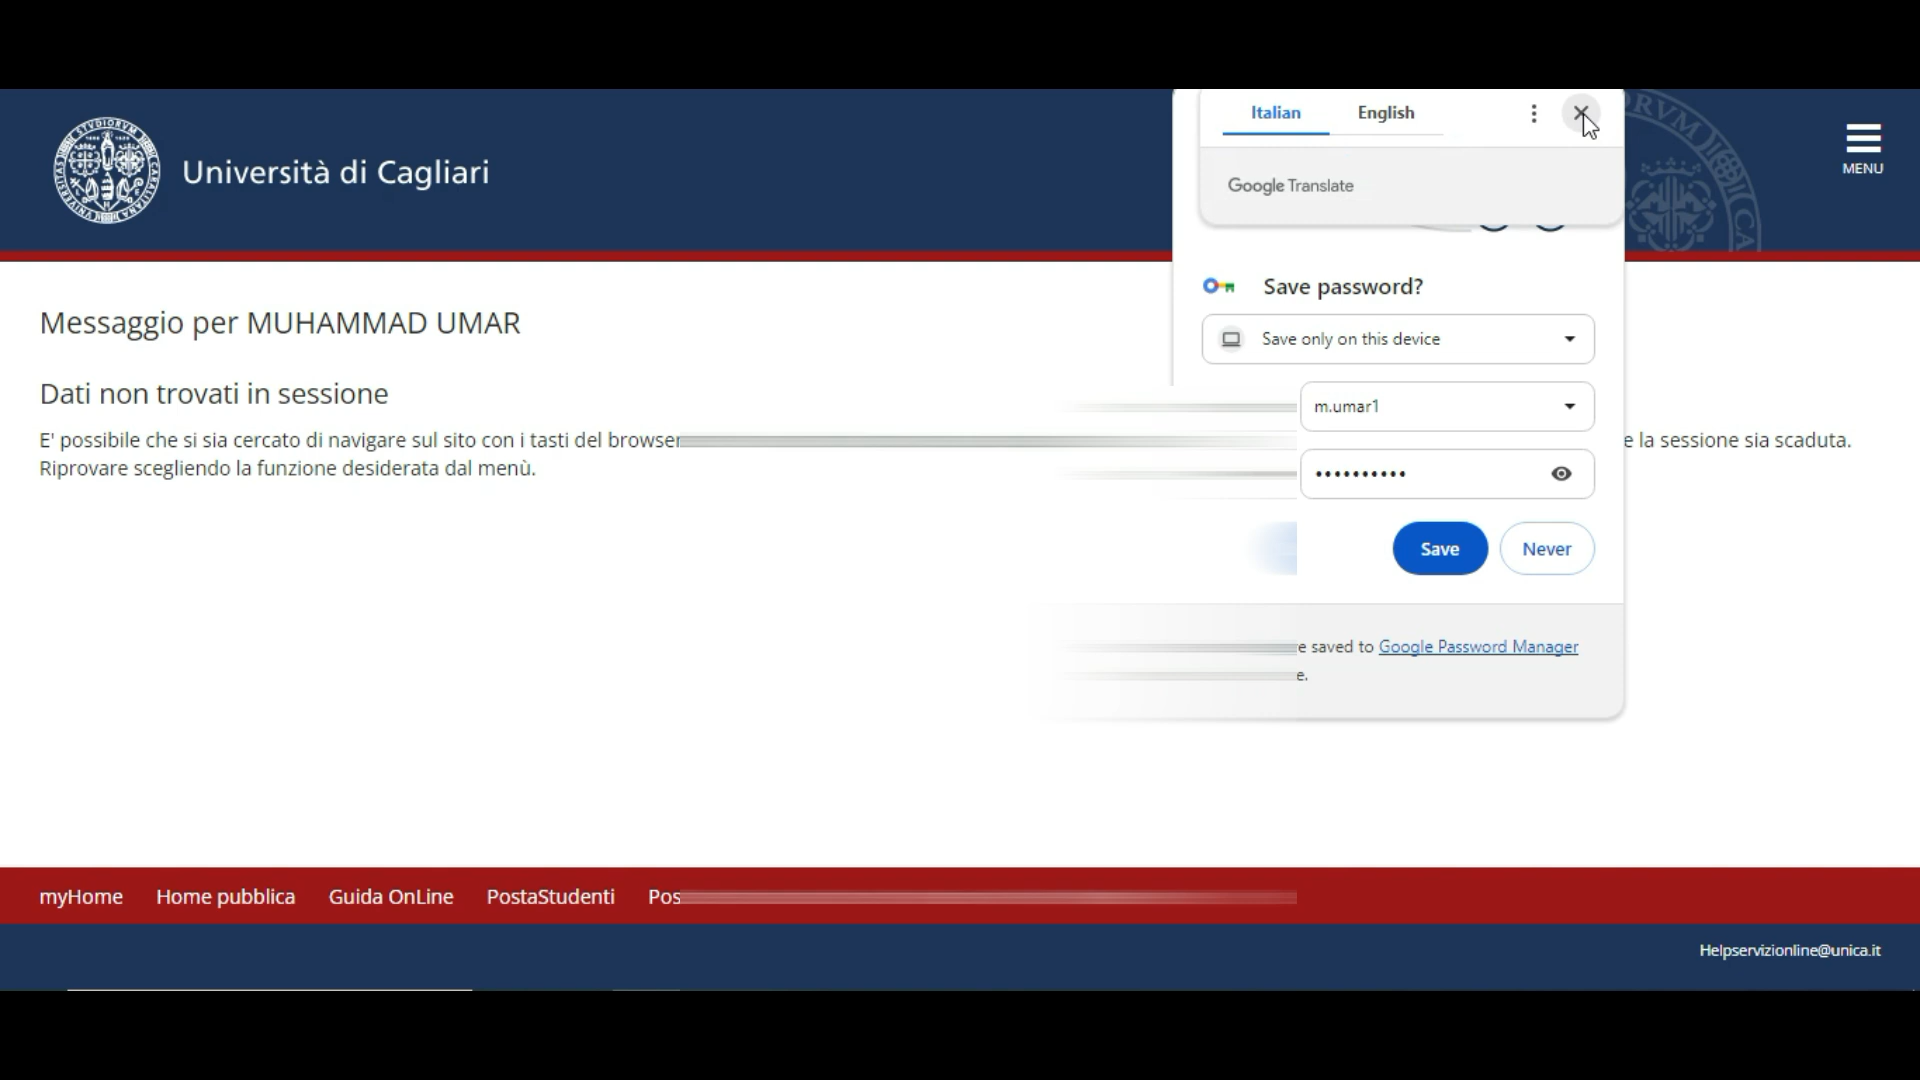 Italian English
Google Translate
MENU
Università di Cagliari
Save password?
Save only on this device
Messaggio per MUHAMMAD UMAR
Dati non trovati in sessione
m.umar1
E' possibile che si sia cercato di navigare sul sito con i tasti del browser e la sessione sia scaduta.
Riprovare scegliendo la funzione desiderata dal menù.
••••••••••
Save Never
saved to Google Password Manager
myHome Home pubblica Guida OnLine PostaStudenti
Helpservizionline@unica.it